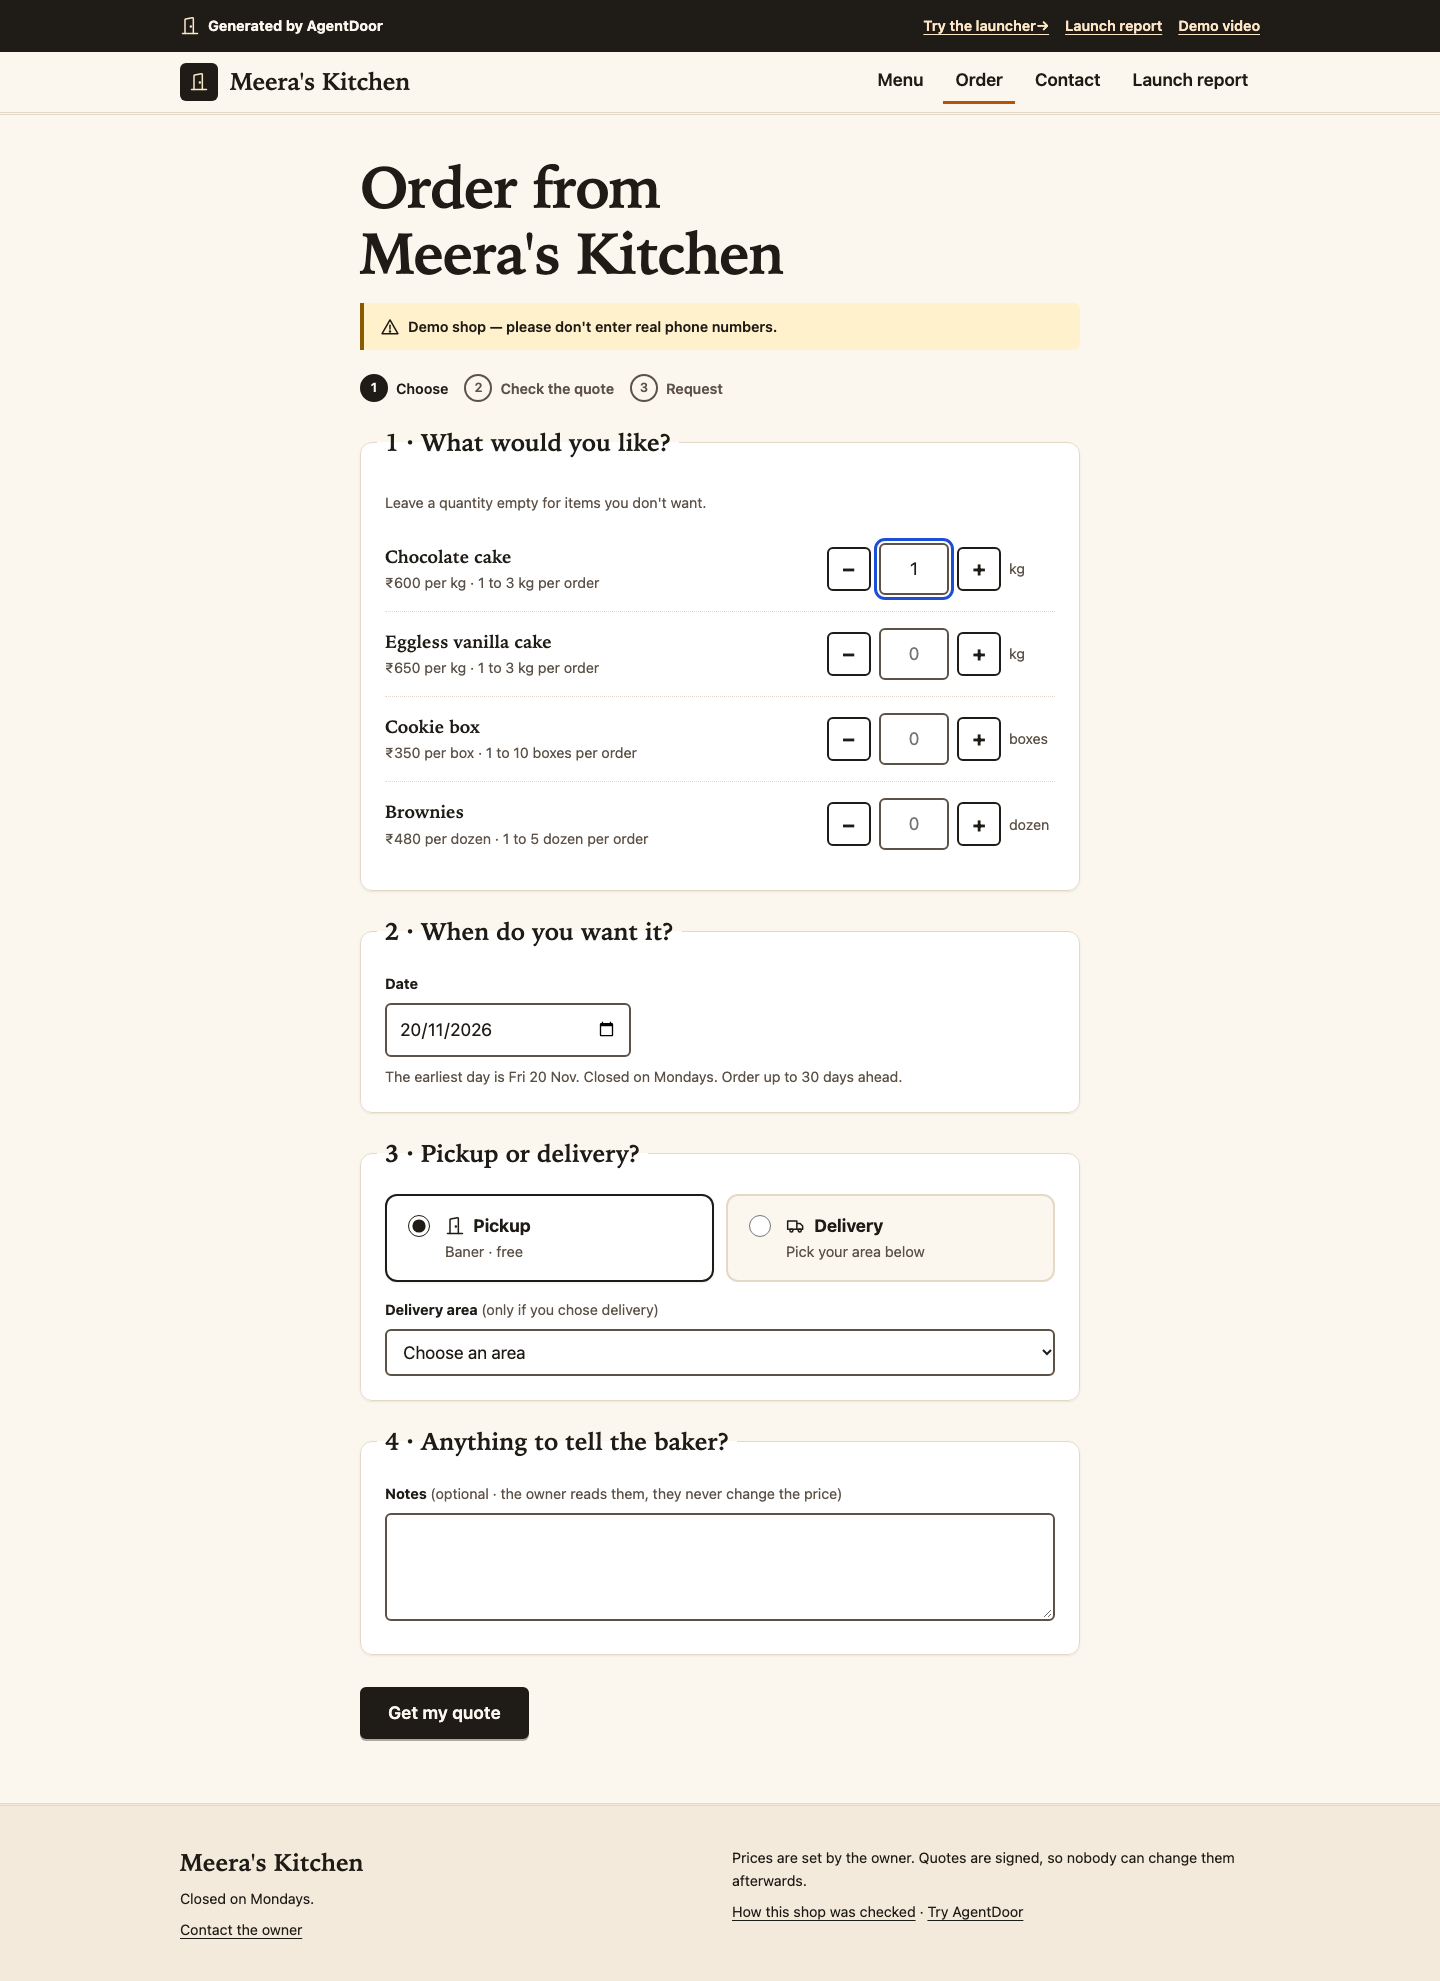 Generated by AgentDoor
Try the launcher→ Launch report Demo video
Meera's Kitchen
Menu Order Contact Launch report
Order from
Meera's Kitchen
Demo shop — please don't enter real phone numbers.
1 Choose 2 Check the quote 3 Request
1 · What would you like?
Leave a quantity empty for items you don't want.
Chocolate cake
₹600 per kg · 1 to 3 kg per order
− 1 + kg
Eggless vanilla cake
₹650 per kg · 1 to 3 kg per order
− 0 + kg
Cookie box
₹350 per box · 1 to 10 boxes per order
− 0 + boxes
Brownies
₹480 per dozen · 1 to 5 dozen per order
− 0 + dozen
2 · When do you want it?
Date
20/11/2026
The earliest day is Fri 20 Nov. Closed on Mondays. Order up to 30 days ahead.
3 · Pickup or delivery?
Pickup
Baner · free
Delivery
Pick your area below
Delivery area (only if you chose delivery)
Choose an area
4 · Anything to tell the baker?
Notes (optional · the owner reads them, they never change the price)
Get my quote
Meera's Kitchen
Closed on Mondays.
Contact the owner
Prices are set by the owner. Quotes are signed, so nobody can change them
afterwards.
How this shop was checked · Try AgentDoor